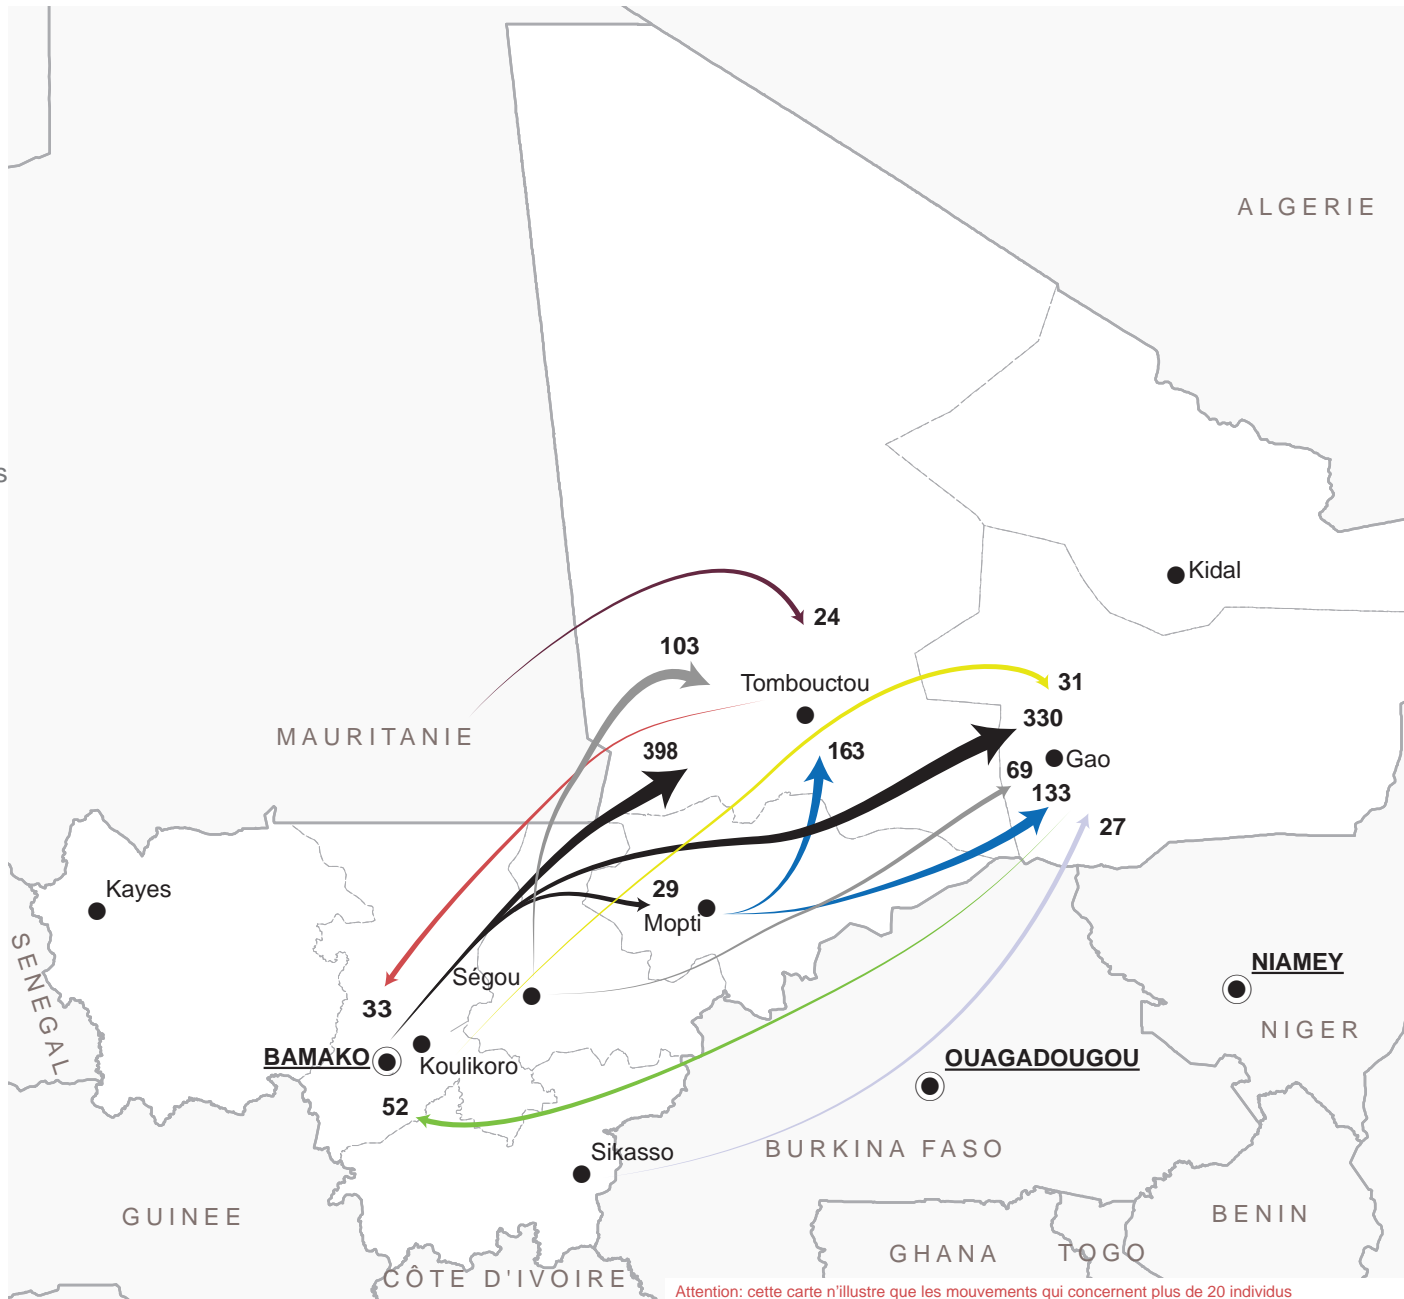 ALGERIE
s
Kidal
24
103
Tombouctou
31
330
MAURITANIE
398
163
Gao
69
133
27
Kayes
29
Mopti
SENEGAL
Ségou
NIAMEY
33
NIGER
BAMAKO
Koulikoro
OUAGADOUGOU
52
Sikasso
BURKINA FASO
GUINEE
BENIN
GHANA
TOGO
CÔTE D'IVOIRE
Attention: cette carte n'illustre que les mouvements qui concernent plus de 20 individus